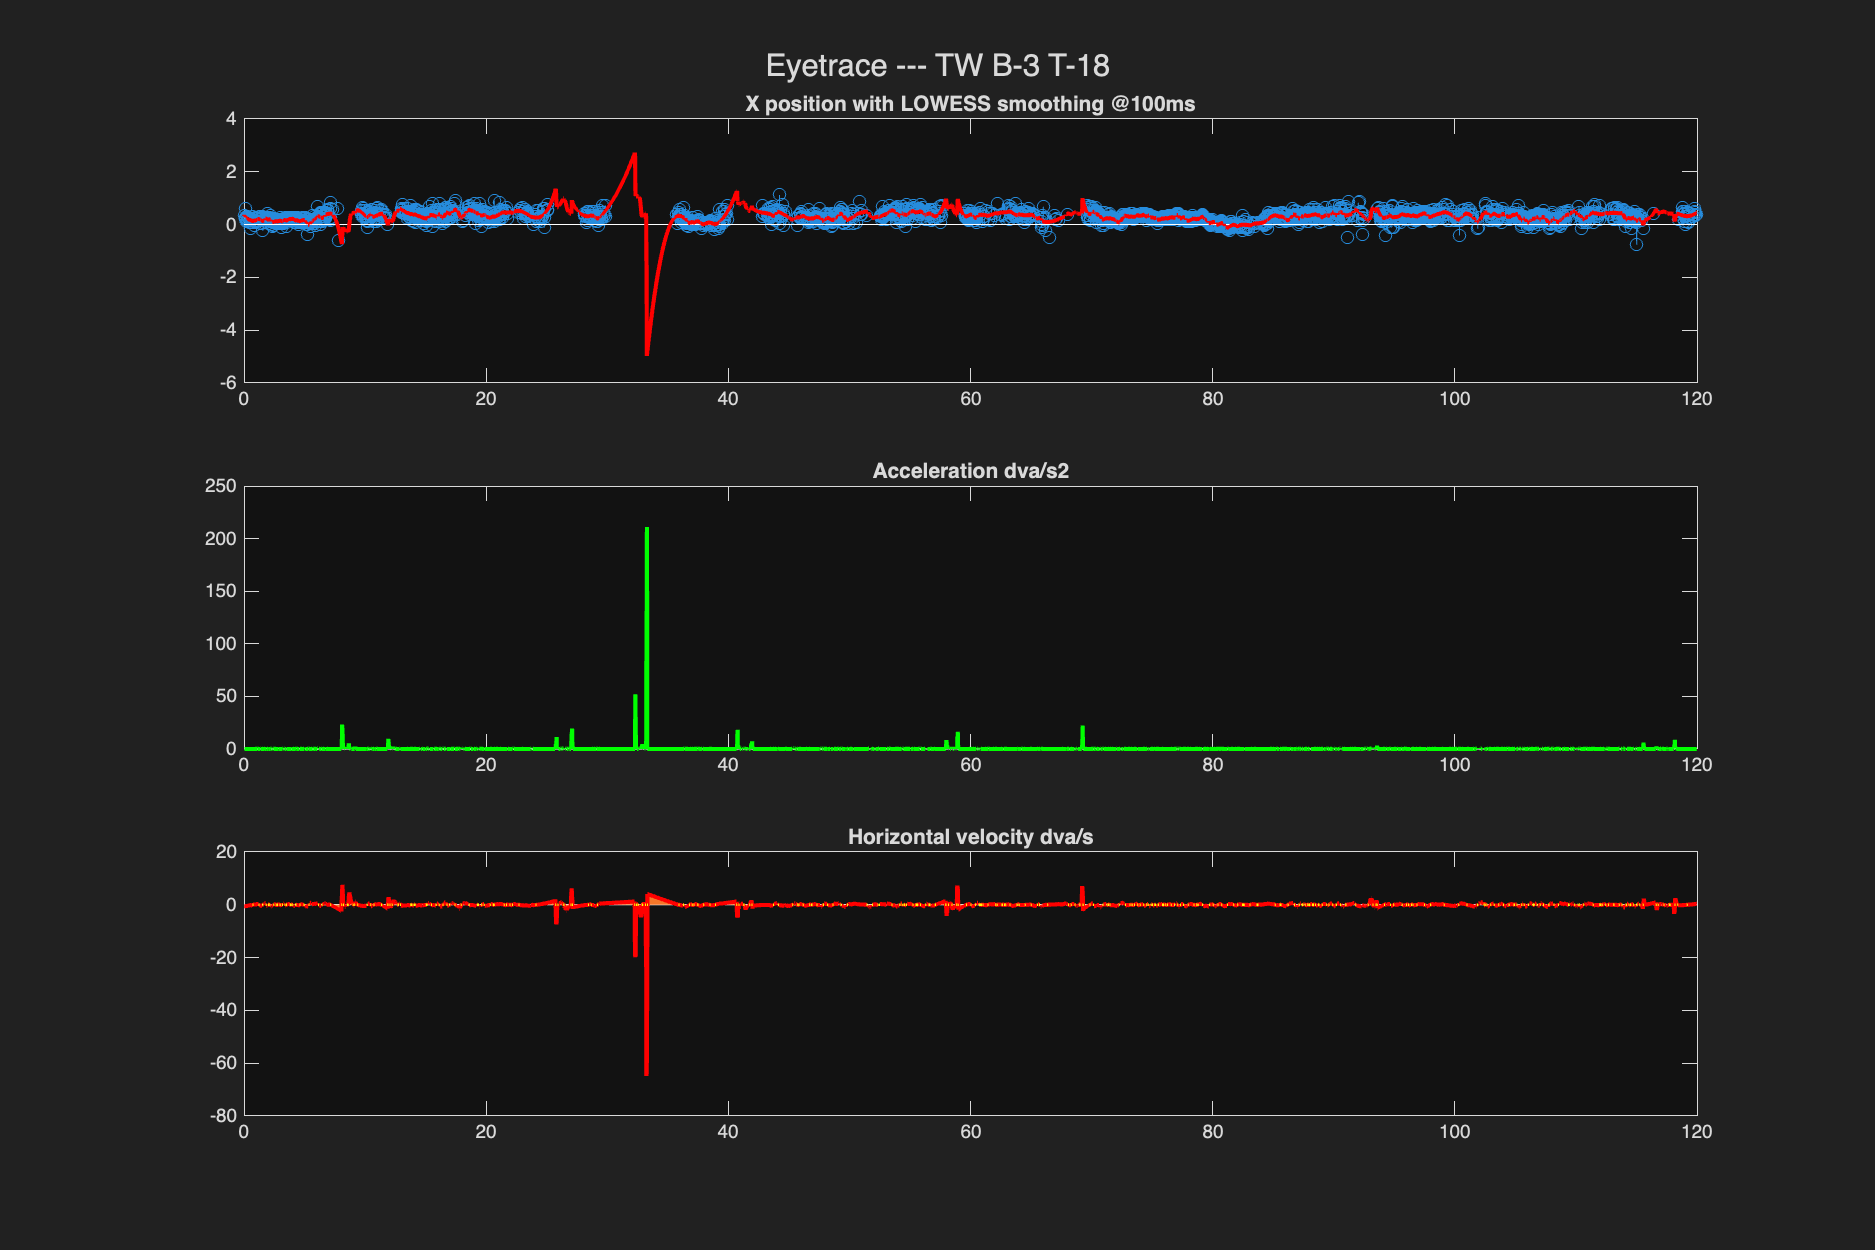 Eyetrace --- TW B-3 T-18
X position with LOWESS smoothing @100ms
4
2
0
-2
-4
-6
0 20 40 60 80 100 120
Acceleration dva/s2
250
200
150
100
50
0
0 20 40 60 80 100 120
Horizontal velocity dva/s
20
0
-20
-40
-60
-80
0 20 40 60 80 100 120